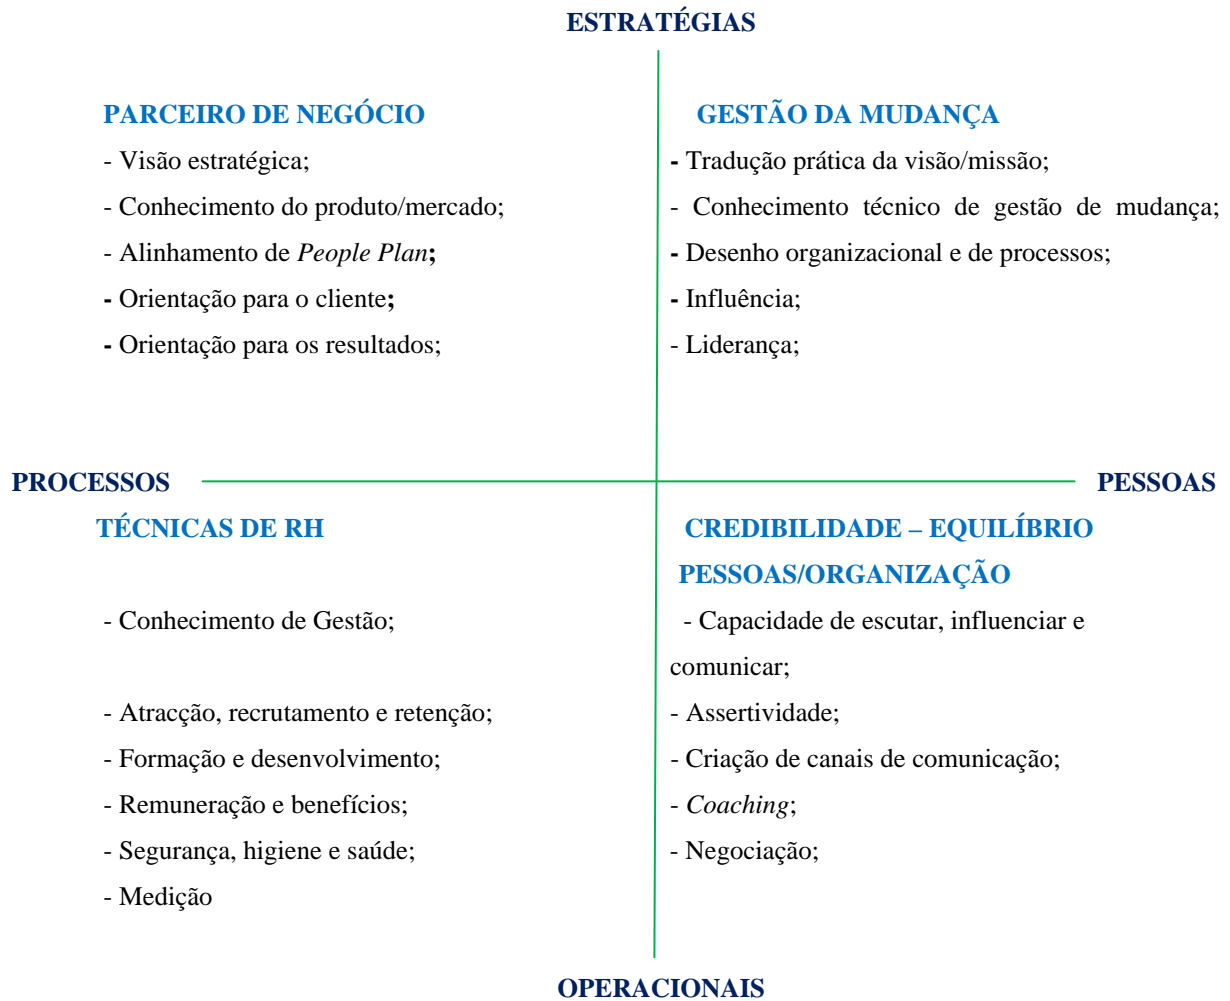 ESTRATÉGIAS
PARCEIRO DE NEGÓCIO
- Visão estratégica;
- Conhecimento do produto/mercado;
- Alinhamento de People Plan;
- Orientação para o cliente;
- Orientação para os resultados;
GESTÃO DA MUDANÇA
- Tradução prática da visão/missão;
- Conhecimento técnico de gestão de mudança;
- Desenho organizacional e de processos;
- Influência;
- Liderança;
PROCESSOS
PESSOAS
TÉCNICAS DE RH
- Conhecimento de Gestão;
- Atracção, recrutamento e retenção;
- Formação e desenvolvimento;
- Remuneração e benefícios;
- Segurança, higiene e saúde;
- Medição
CREDIBILIDADE – EQUILÍBRIO
PESSOAS/ORGANIZAÇÃO
- Capacidade de escutar, influenciar e
comunicar;
- Assertividade;
- Criação de canais de comunicação;
- Coaching;
- Negociação;
OPERACIONAIS